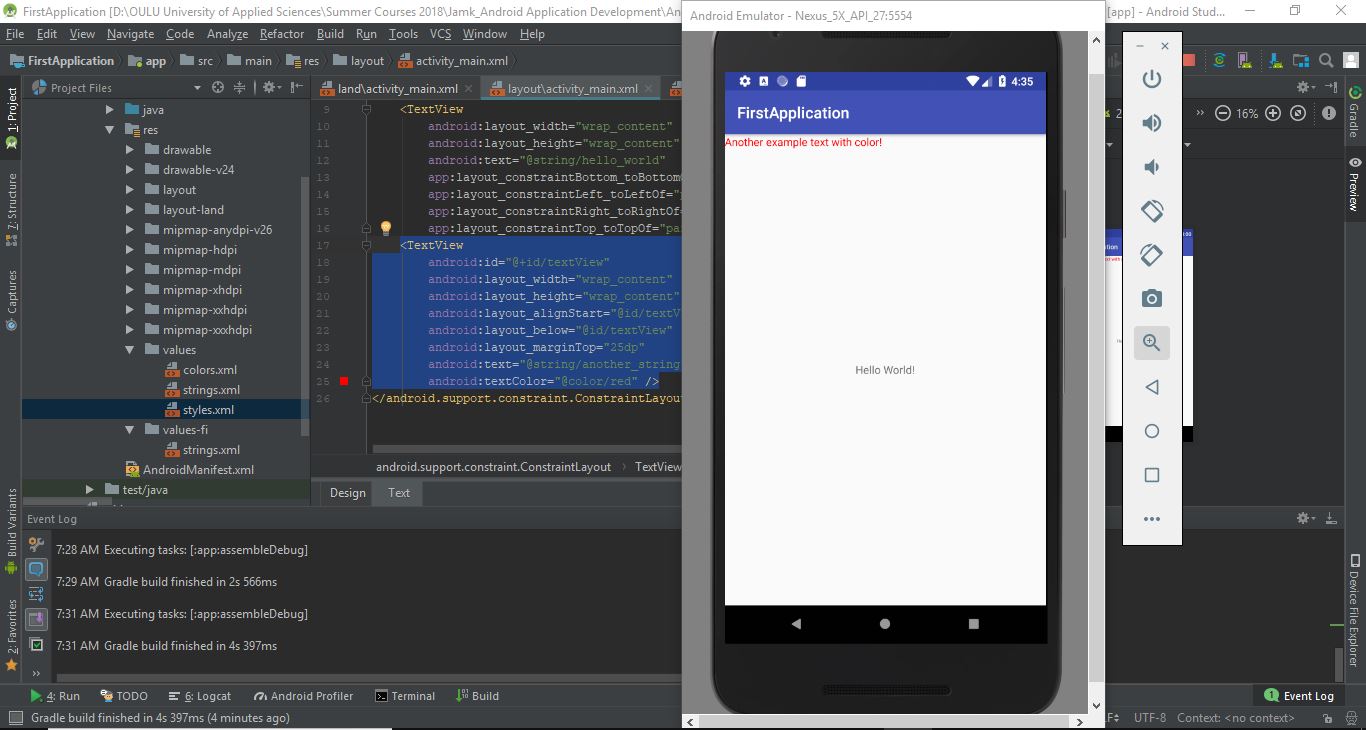 FirstApplication [D:\OULU University of Applied Sciences\Summer Courses 2018\Jamk_Android Application Development\An
[app] - Android Stud...
Android Emulator - Nexus_5X_API_27:5554
File Edit View Navigate Code Analyze Refactor Build Run Tools VCS Window Help
FirstApplication app src main res layout activity_main.xml
Project Files
land\activity_main.xml
layout\activity_main.xml
1: Project
7: Structure
Captures
Build Variants
2: Favorites
java
res
drawable
drawable-v24
layout
layout-land
mipmap-anydpi-v26
mipmap-hdpi
mipmap-mdpi
mipmap-xhdpi
mipmap-xxhdpi
mipmap-xxxhdpi
values
colors.xml
strings.xml
styles.xml
values-fi
strings.xml
AndroidManifest.xml
test/java
9 <TextView
10 android:layout_width="wrap_content"
11 android:layout_height="wrap_content"
12 android:text="@string/hello_world"
13 app:layout_constraintBottom_toBottom
14 app:layout_constraintLeft_toLeftOf="
15 app:layout_constraintRight_toRightOf=
16 app:layout_constraintTop_toTopOf="pa
17 <TextView
18 android:id="@+id/textView"
19 android:layout_width="wrap_content"
20 android:layout_height="wrap_content"
21 android:layout_alignStart="@id/textV
22 android:layout_below="@id/textView"
23 android:layout_marginTop="25dp"
24 android:text="@string/another_string
25 android:textColor="@color/red" />
26 </android.support.constraint.ConstraintLayou
android.support.constraint.ConstraintLayout › TextView
Design Text
4:35
FirstApplication
Another example text with color!
Hello World!
16%
Gradle
Preview
Device File Explorer
Event Log
7:28 AM Executing tasks: [:app:assembleDebug]
7:29 AM Gradle build finished in 2s 566ms
7:31 AM Executing tasks: [:app:assembleDebug]
7:31 AM Gradle build finished in 4s 397ms
4: Run TODO 6: Logcat Android Profiler Terminal Build
1 Event Log
Gradle build finished in 4s 397ms (4 minutes ago)
UTF-8 Context: <no context>